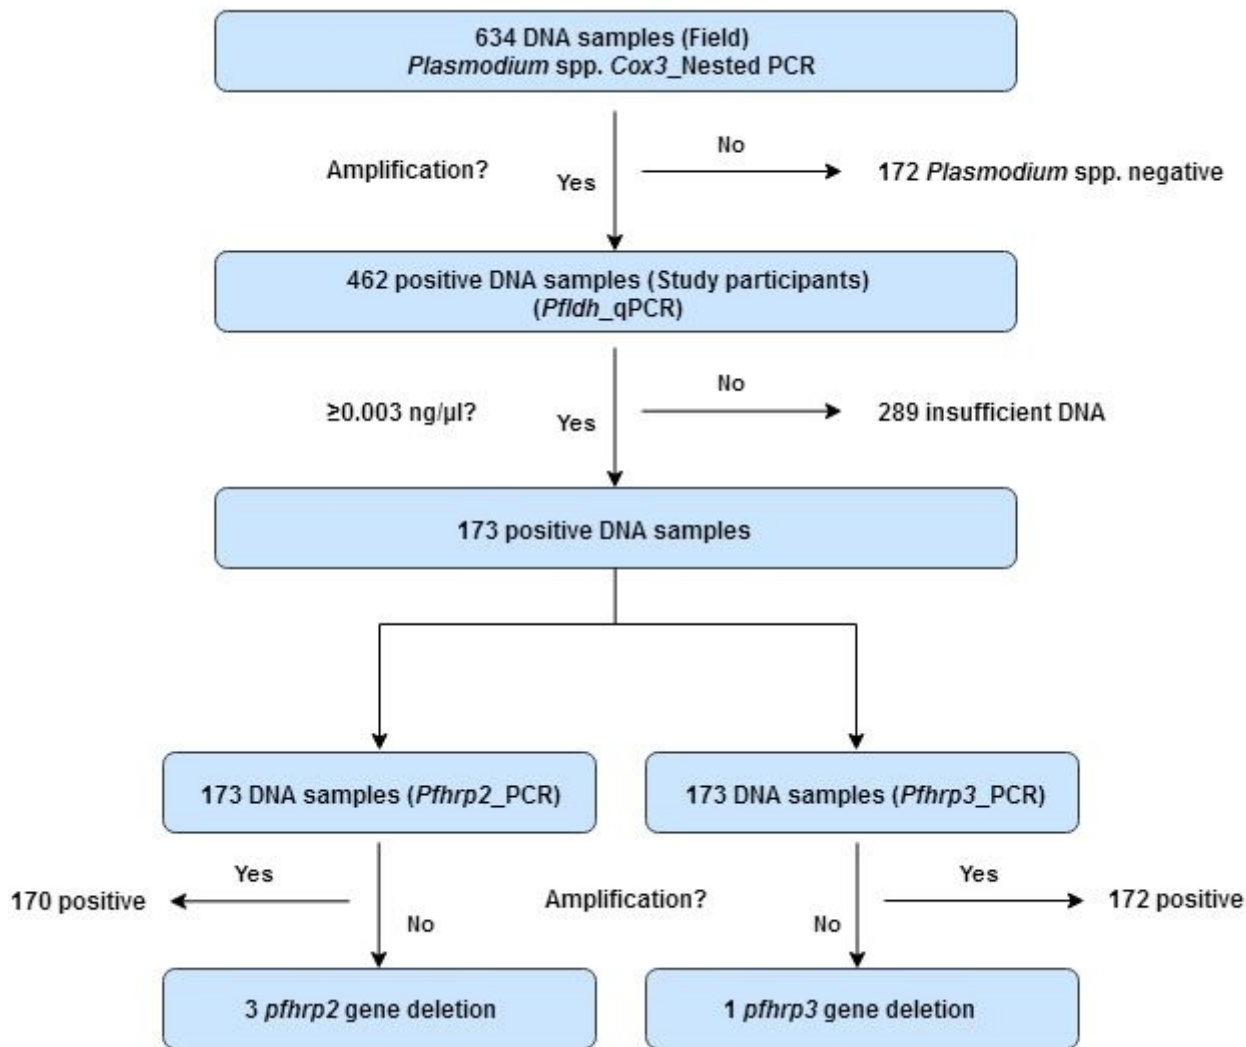 634 DNA samples (Field)
Plasmodium spp. Cox3_Nested PCR
Amplification?
Yes
No
172 Plasmodium spp. negative
462 positive DNA samples (Study participants)
(Pfldh_qPCR)
≥0.003 ng/µl?
Yes
No
289 insufficient DNA
173 positive DNA samples
173 DNA samples (Pfhrp2_PCR)
173 DNA samples (Pfhrp3_PCR)
170 positive
Yes
No
Amplification?
No
Yes
172 positive
3 pfhrp2 gene deletion
1 pfhrp3 gene deletion